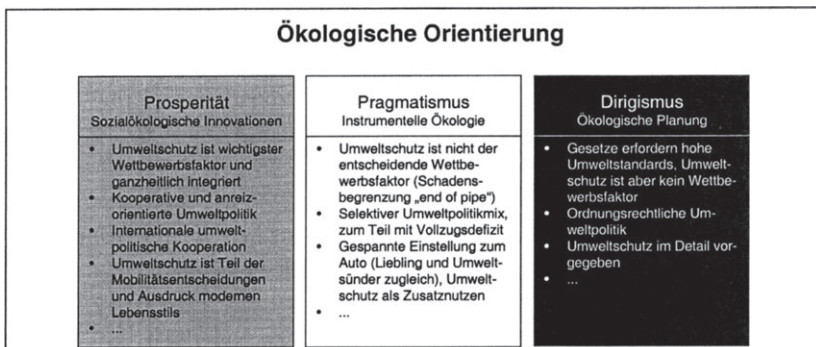 Ökologische Orientierung
Prosperität
Sozialökologische Innovationen
• Umweltschutz ist wichtigster
Wettbewerbsfaktor und
ganzheitlich integriert
• Kooperative und anreiz-
orientierte Umweltpolitik
• Internationale umwelt-
politische Kooperation
• Umweltschutz ist Teil der
Mobilitätsentscheidungen
und Ausdruck modernen
Lebensstils
• ...
Pragmatismus
Instrumentelle Ökologie
• Umweltschutz ist nicht der
entscheidende Wettbe-
werbsfaktor (Schadens-
begrenzung „end of pipe“)
• Selektiver Umweltpolitikmix,
zum Teil mit Vollzugsdefizit
• Gespannte Einstellung zum
Auto (Liebling und Umwelt-
sünder zugleich), Umwelt-
schutz als Zusatznutzen
• ...
Dirigismus
Ökologische Planung
• Gesetze erfordern hohe
Umweltstandards, Umwelt-
schutz ist aber kein Wettbe-
werbsfaktor
• Ordnungsrechtliche Um-
weltpolitik
• Umweltschutz im Detail vor-
gegeben
• ...